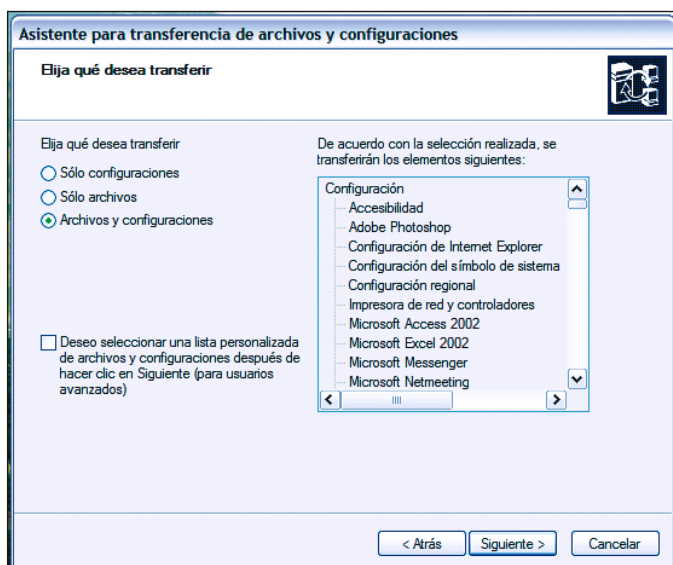 Asistente para transferencia de archivos y configuraciones
Elija qué desea transferir
Elija qué desea transferir
Sólo configuraciones
Sólo archivos
Archivos y configuraciones
Deseo seleccionar una lista personalizada
de archivos y configuraciones después de
hacer clic en Siguiente (para usuarios
avanzados)
De acuerdo con la selección realizada, se
transferirán los elementos siguientes:
Configuración
Accesibilidad
Adobe Photoshop
Configuración de Internet Explorer
Configuración del símbolo de sistema
Configuración regional
Impresora de red y controladores
Microsoft Access 2002
Microsoft Excel 2002
Microsoft Messenger
Microsoft Netmeeting
< Atrás
Siguiente >
Cancelar